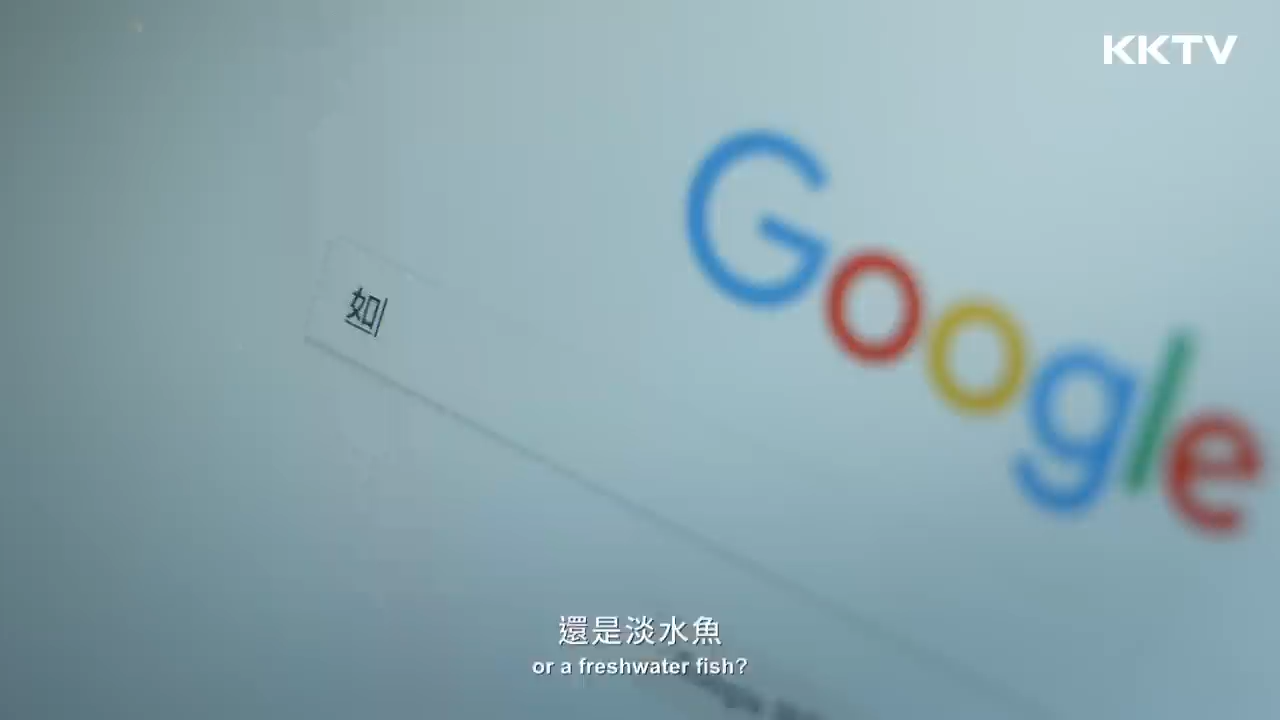 KKTV
Google
如
還是淡水魚
or a freshwater fish?